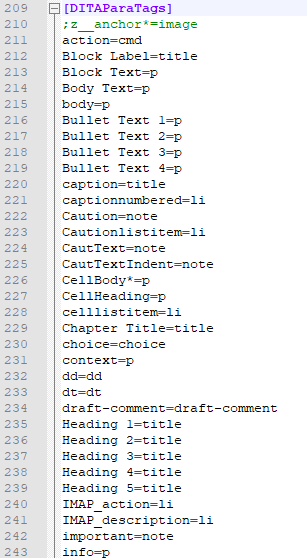 209 [DITAParaTags]
210 ;z__anchor*=image
211 action=cmd
212 Block Label=title
213 Block Text=p
214 Body Text=p
215 body=p
216 Bullet Text 1=p
217 Bullet Text 2=p
218 Bullet Text 3=p
219 Bullet Text 4=p
220 caption=title
221 captionnumbered=li
222 Caution=note
223 Cautionlistitem=li
224 CautText=note
225 CautTextIndent=note
226 CellBody*=p
227 CellHeading=p
228 celllistitem=li
229 Chapter Title=title
230 choice=choice
231 context=p
232 dd=dd
233 dt=dt
234 draft-comment=draft-comment
235 Heading 1=title
236 Heading 2=title
237 Heading 3=title
238 Heading 4=title
239 Heading 5=title
240 IMAP_action=li
241 IMAP_description=li
242 important=note
243 info=p